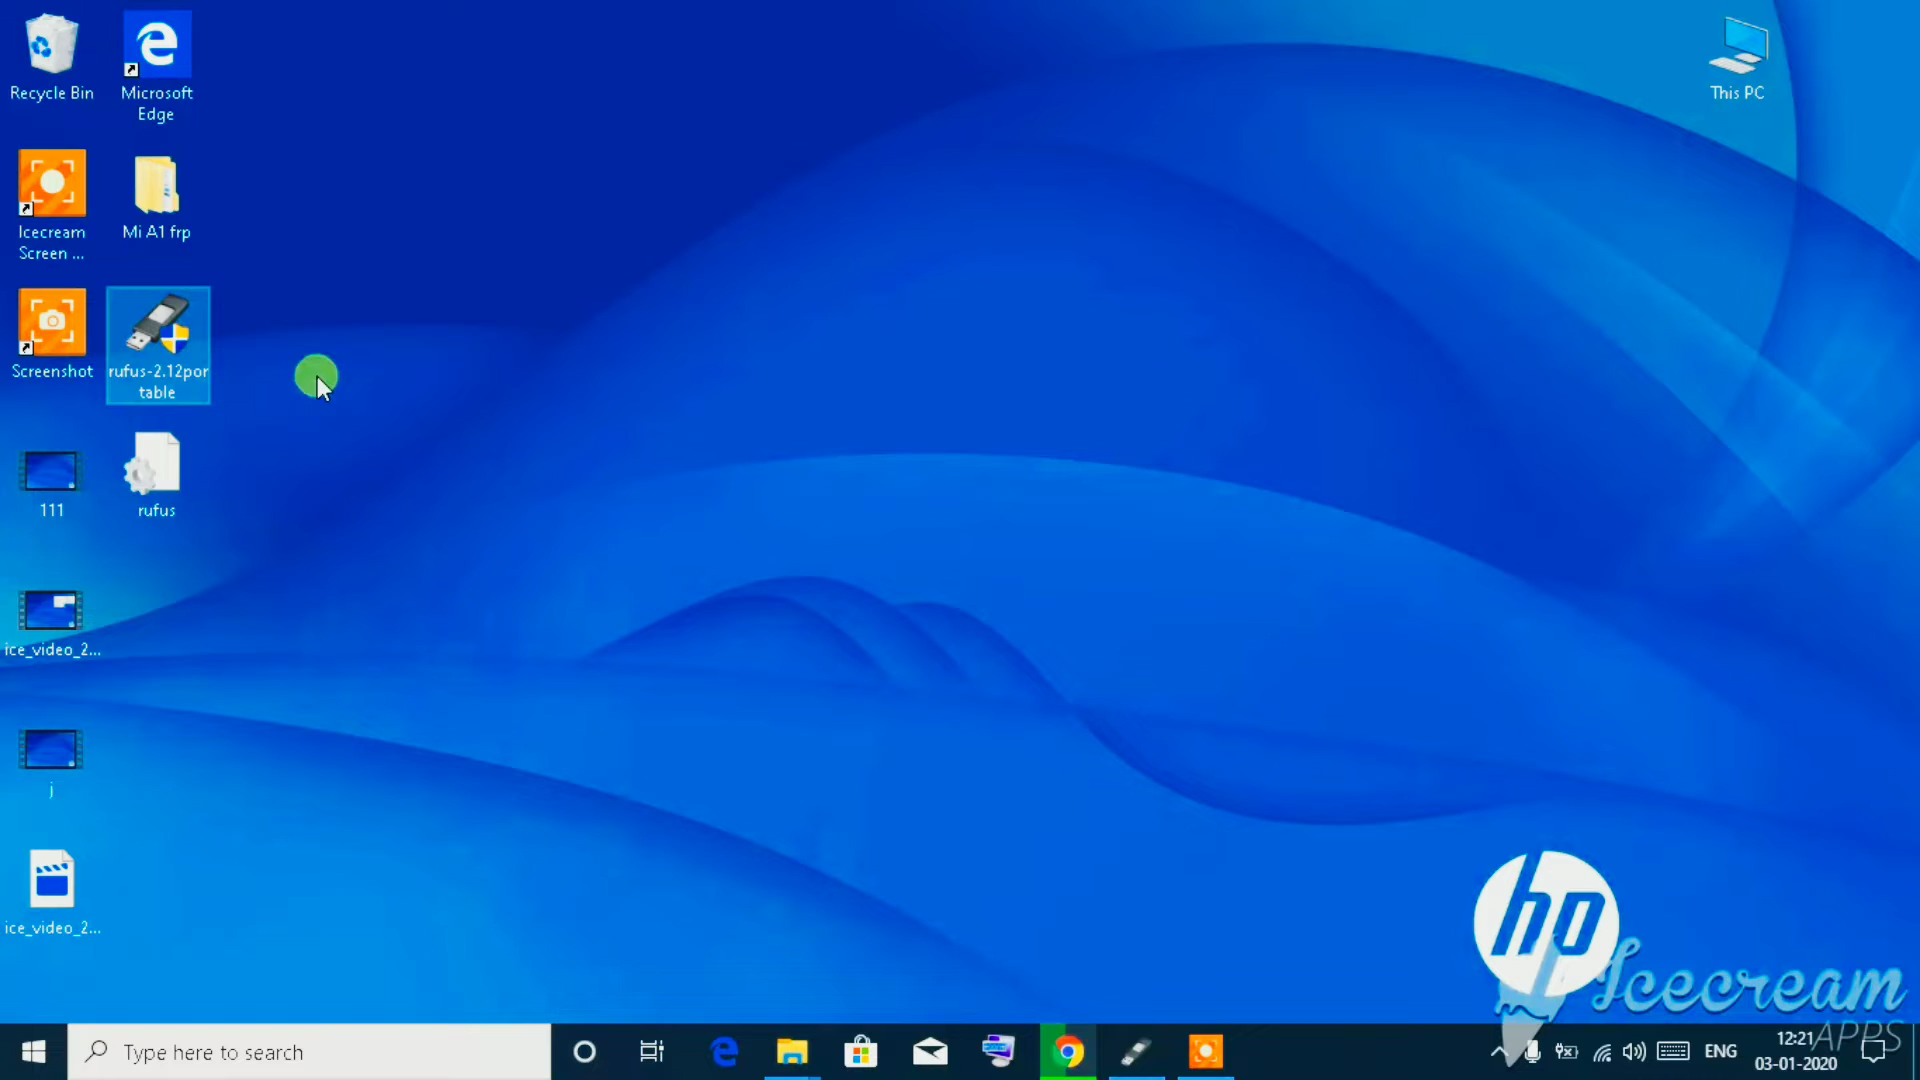 Recycle Bin
Microsoft
Edge
This PC
Icecream
Screen ...
Mi A1 frp
Screenshot
rufus-2.12por
table
111
rufus
ice_video_2...
j
ice_video_2...
hp
Icecream
APPS
Type here to search
ENG
12:21
03-01-2020